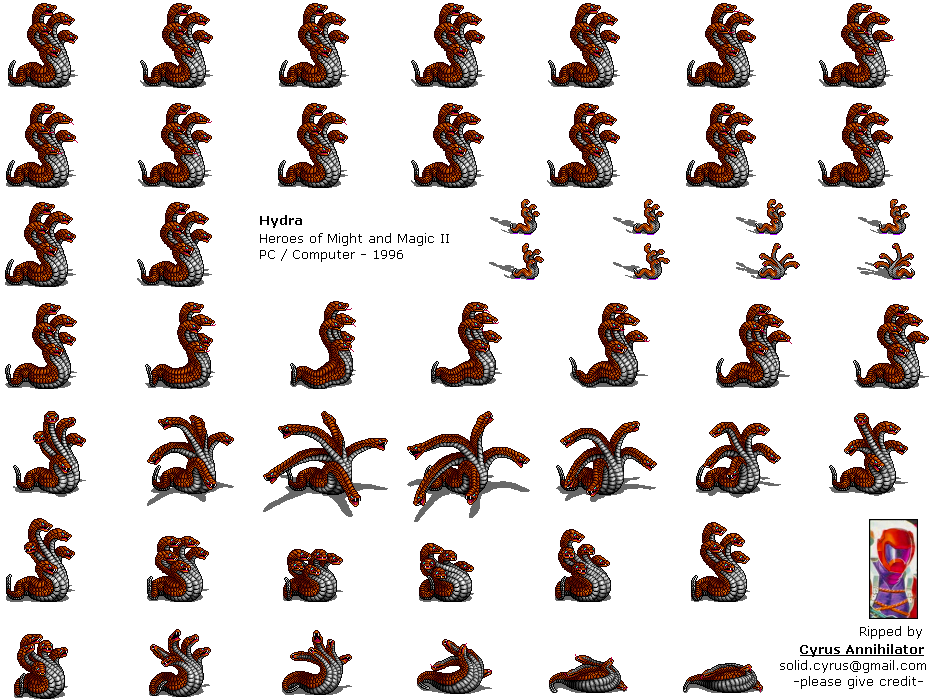 Hydra
Heroes of Might and Magic II
PC / Computer - 1996
Ripped by
Cyrus Annihilator
solid.cyrus@gmail.com
-please give credit-